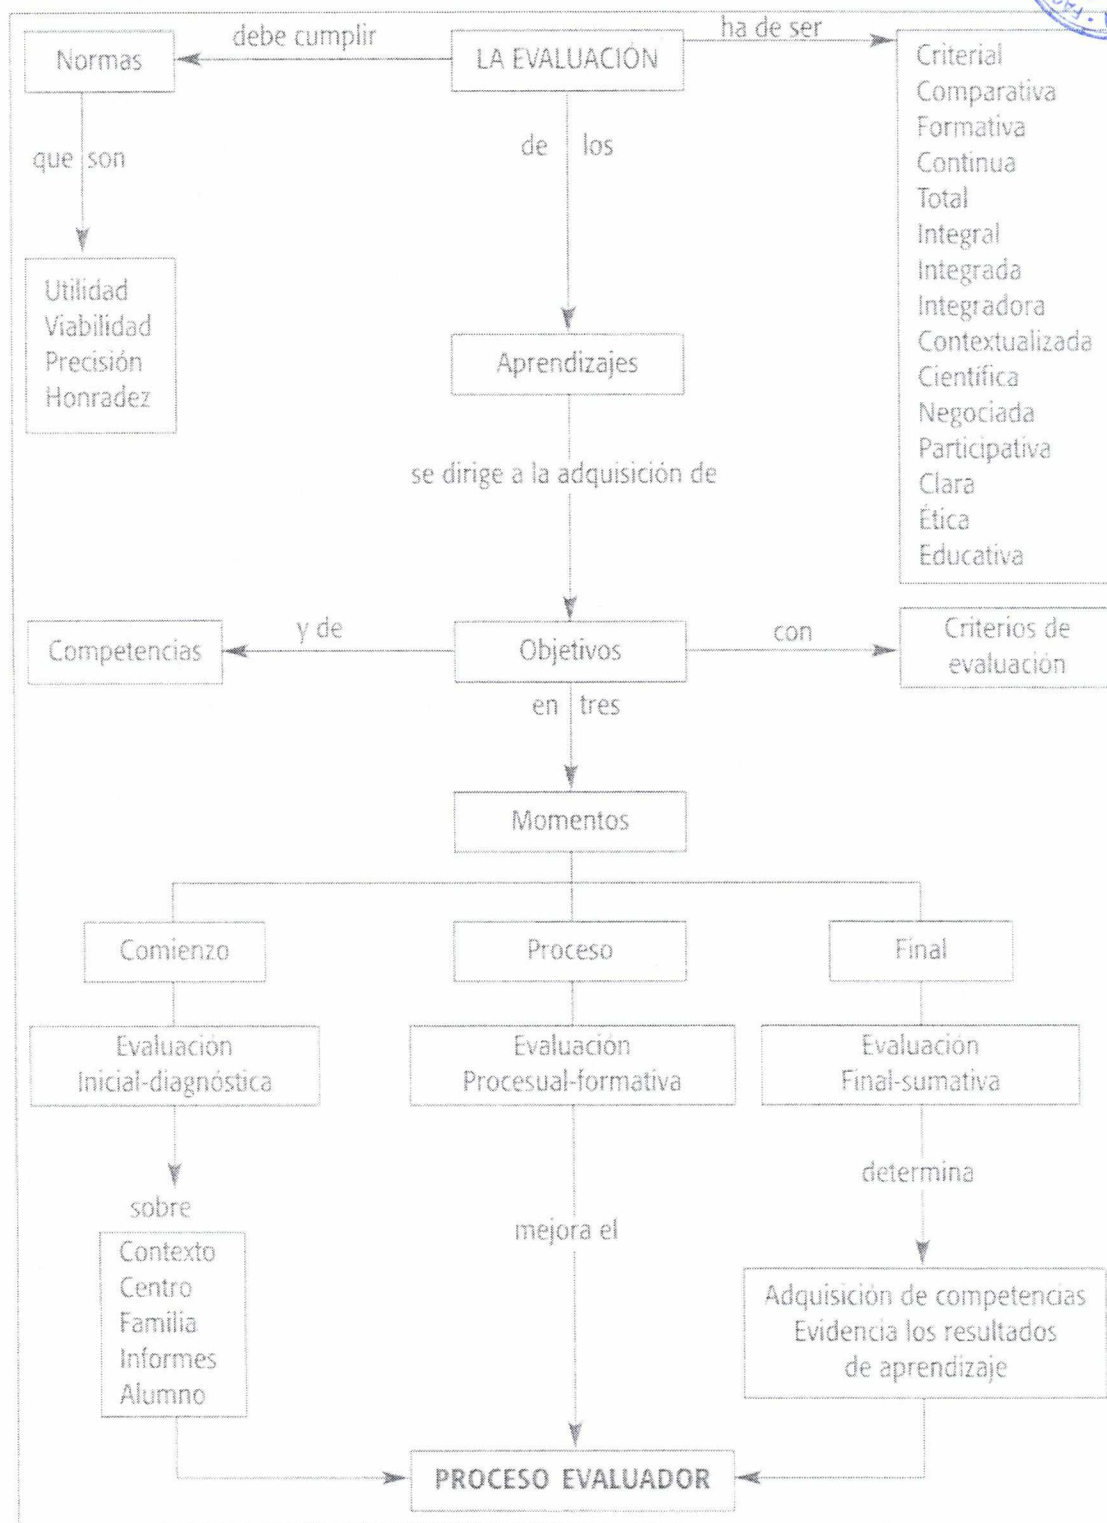 debe cumplir
ha de ser
Normas
LA EVALUACIÓN
Criterial
Comparativa
Formativa
Continua
Total
Integral
Integrada
Integradora
Contextualizada
Científica
Negociada
Participativa
Clara
Ética
Educativa
que son
de los
Utilidad
Viabilidad
Precisión
Honradez
Aprendizajes
se dirige a la adquisición de
Competencias
y de
Objetivos
con
Criterios de
evaluación
en tres
Momentos
Comienzo
Proceso
Final
Evaluación
Inicial-diagnóstica
Evaluación
Procesual-formativa
Evaluación
Final-sumativa
sobre
Contexto
Centro
Familia
Informes
Alumno
mejora el
determina
Adquisición de competencias
Evidencia los resultados
de aprendizaje
PROCESO EVALUADOR